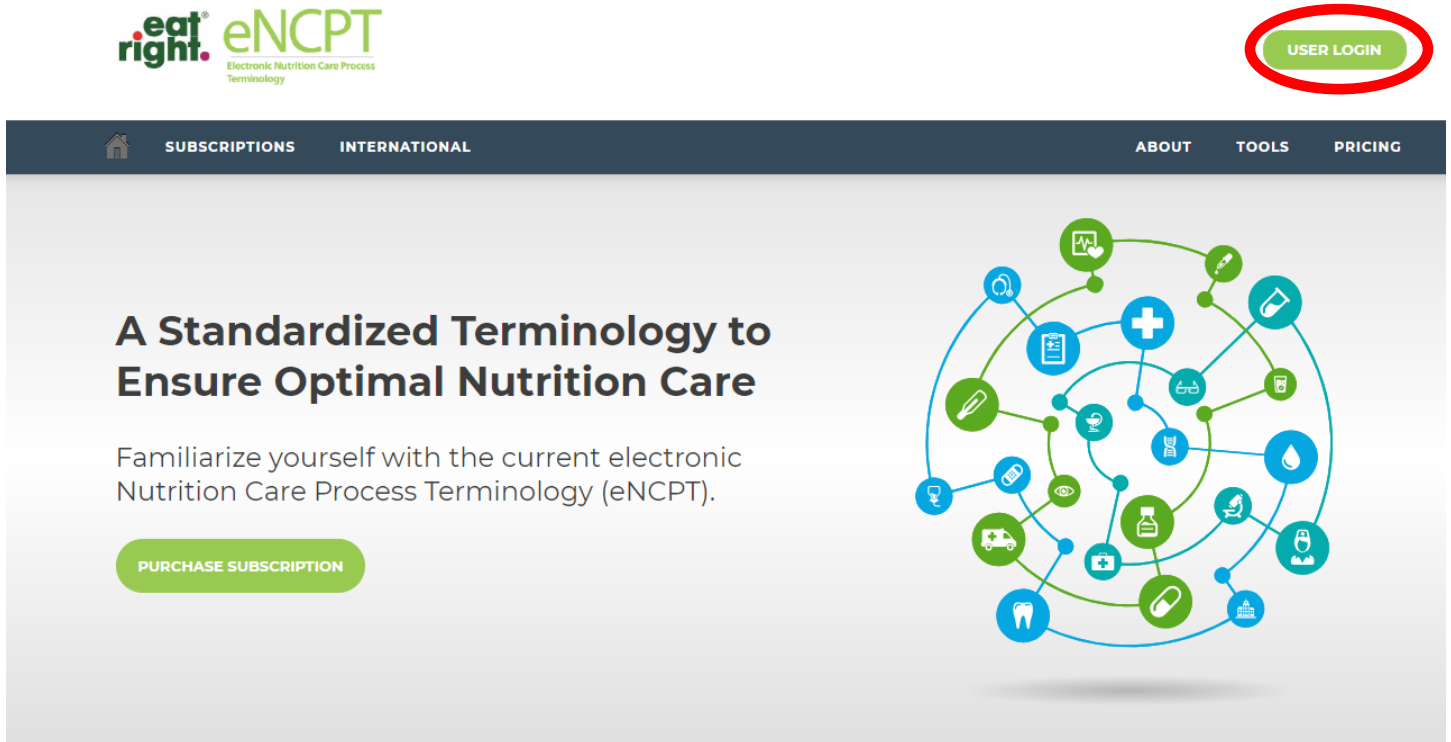 eat
right.®
eNCPT
Electronic Nutrition Care Process
Terminology
USER LOGIN
SUBSCRIPTIONS INTERNATIONAL ABOUT TOOLS PRICING
A Standardized Terminology to
Ensure Optimal Nutrition Care
Familiarize yourself with the current electronic
Nutrition Care Process Terminology (eNCPT).
PURCHASE SUBSCRIPTION